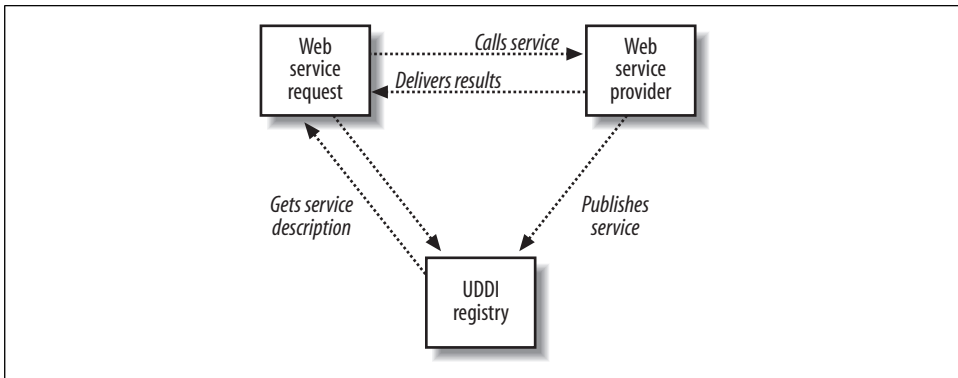 Web
service
request
Calls service
Delivers results
Web
service
provider
Gets service
description
Publishes
service
UDDI
registry